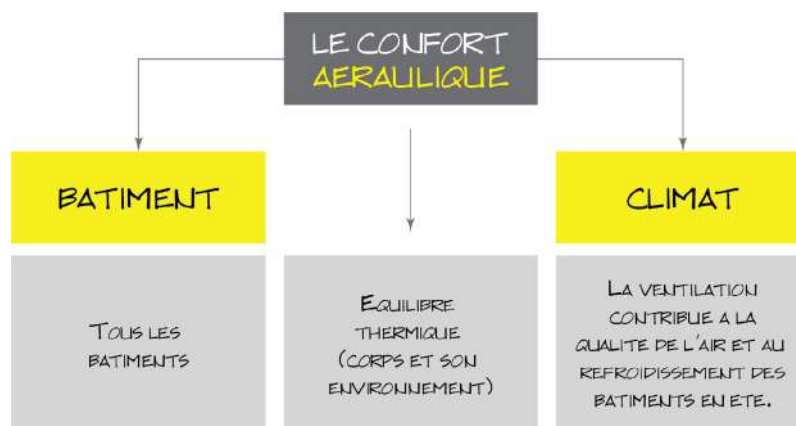 LE CONFORT
AERAULIQUE
BATIMENT
CLIMAT
TOUS LES
BATIMENTS
EQUILIBRE
THERMIQUE
(CORPS ET SON
ENVIRONNEMENT)
LA VENTILATION
CONTRIBUE A LA
QUALITE DE L'AIR ET AU
REFROIDISSEMENT DES
BATIMENTS EN ETE.